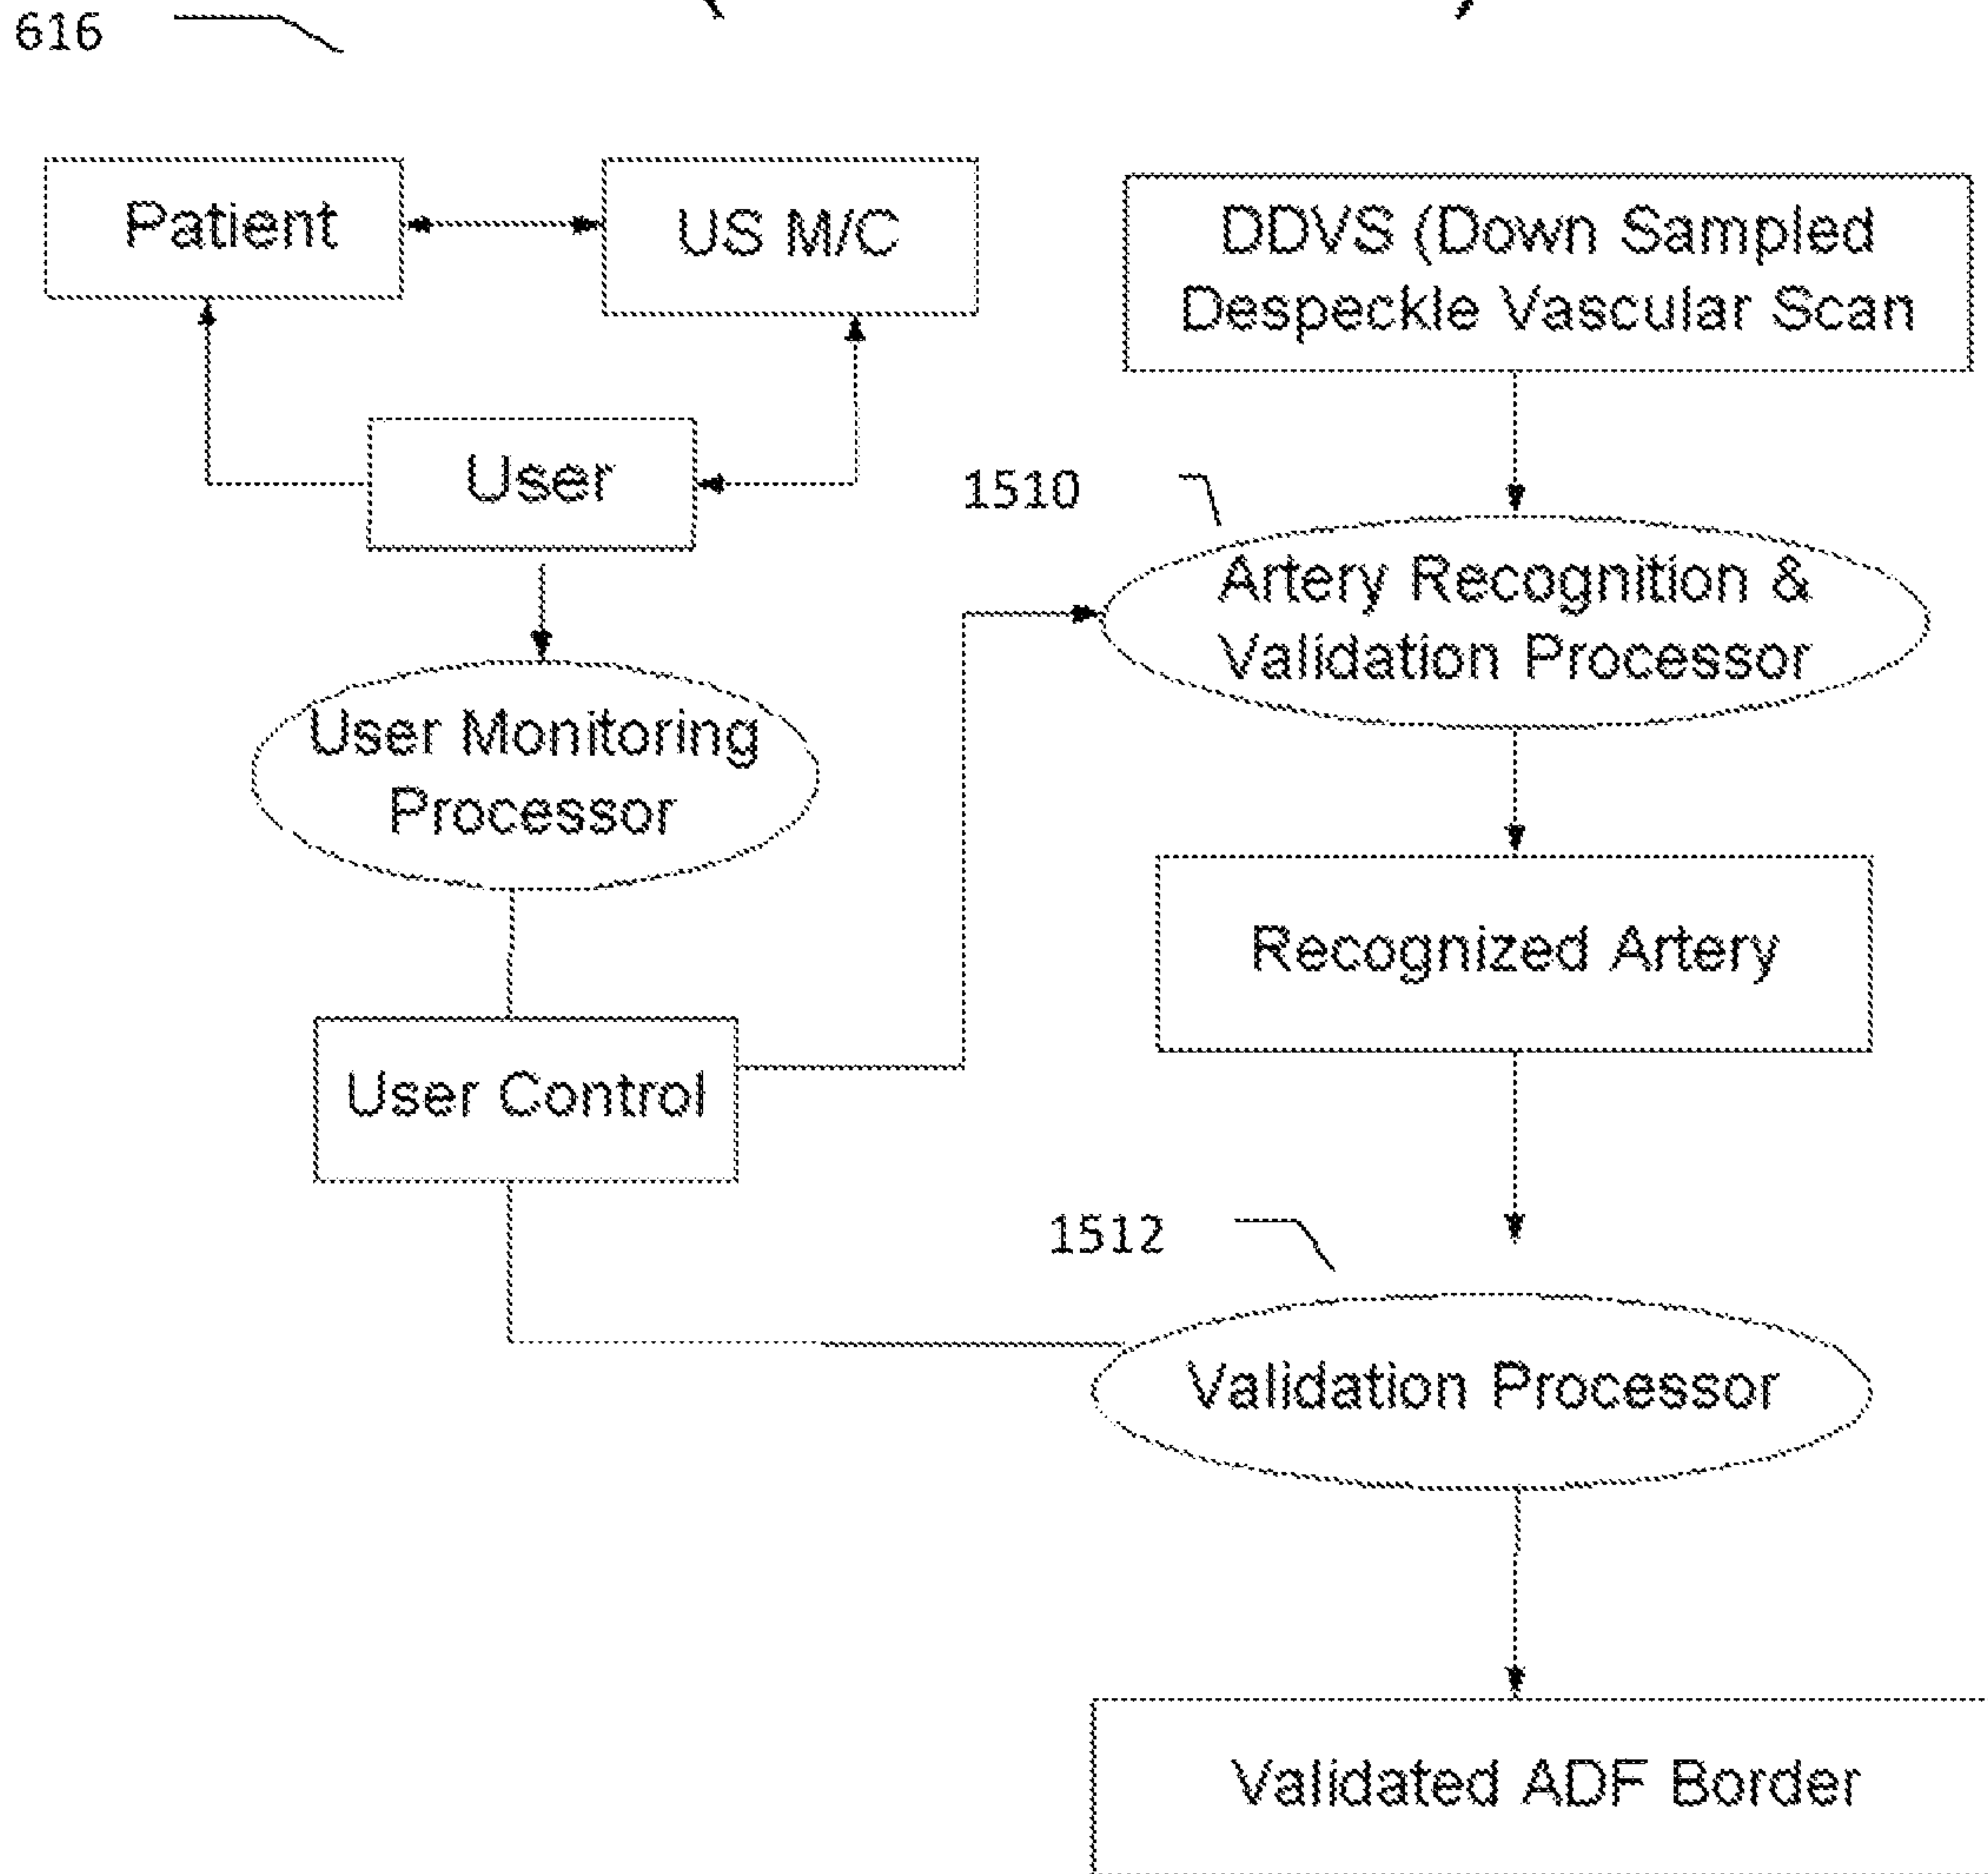 616
Patient
US M/C
DDVS (Down Sampled
Despeckle Vascular Scan
User
1510
Artery Recognition &
Validation Processor
User Monitoring
Processor
Recognized Artery
User Control
1512
Validation Processor
Validated ADF Border